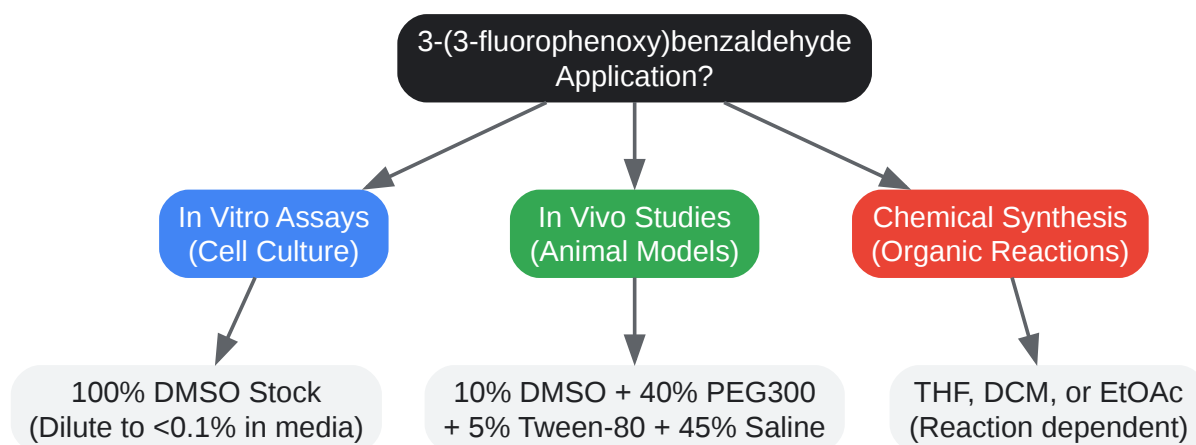 3-(3-fluorophenoxy)benzaldehyde
Application?
In Vitro Assays
(Cell Culture)
In Vivo Studies
(Animal Models)
Chemical Synthesis
(Organic Reactions)
100% DMSO Stock
(Dilute to <0.1% in media)
10% DMSO + 40% PEG300
+ 5% Tween-80 + 45% Saline
THF, DCM, or EtOAc
(Reaction dependent)